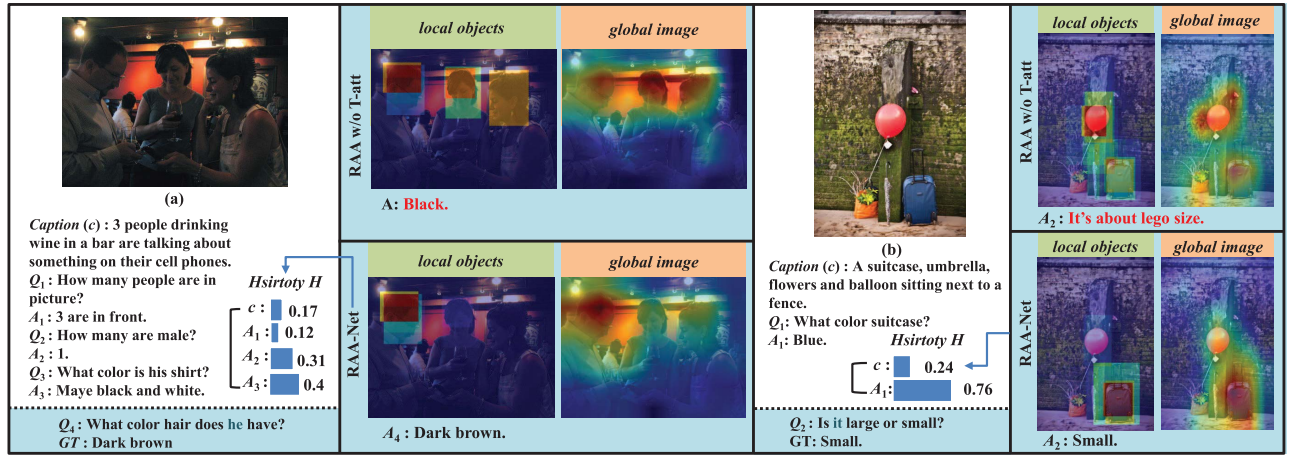 (a)
Caption (c) : 3 people drinking
wine in a bar are talking about
something on their cell phones.
Q1 : How many people are in
picture?
A1 : 3 are in front.
Q2 : How many are male?
A2 : 1.
Q3 : What color is his shirt?
A3 : Maye black and white.
Hsirtoty H
c : 0.17
A1 : 0.12
A2 : 0.31
A3 : 0.4
Q4 : What color hair does he have?
GT : Dark brown
RAA w/o T-att
local objects
global image
A: Black.
RAA-Net
local objects
global image
A4 : Dark brown.
(b)
Caption (c) : A suitcase, umbrella,
flowers and balloon sitting next to a
fence.
Q1: What color suitcase?
A1: Blue.
Hsirtoty H
c : 0.24
A1: 0.76
Q2 : Is it large or small?
GT: Small.
RAA w/o T-att
local objects
global image
A2 : It's about lego size.
RAA-Net
local objects
global image
A2 : Small.